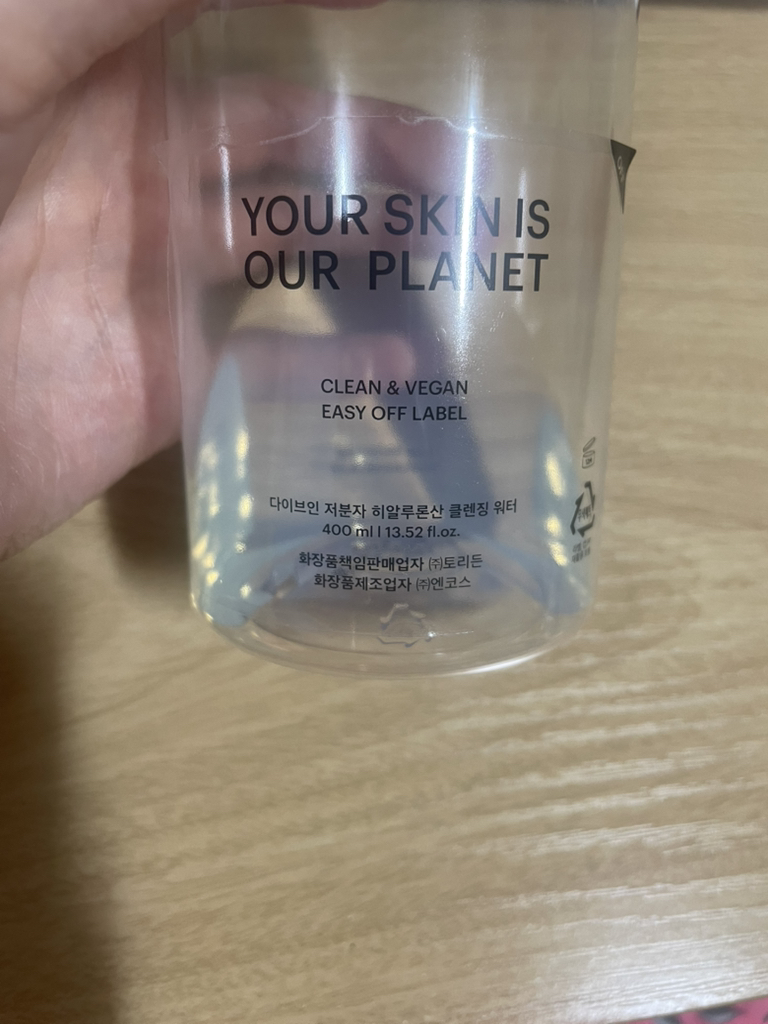 YOUR SKIN IS
OUR PLANET
CLEAN & VEGAN
EASY OFF LABEL
다이브인 저분자 히알루론산 클렌징 워터
400 ml | 13.52 fl.oz.
화장품책임판매업자 ㈜토리든
화장품제조업자 ㈜엔코스